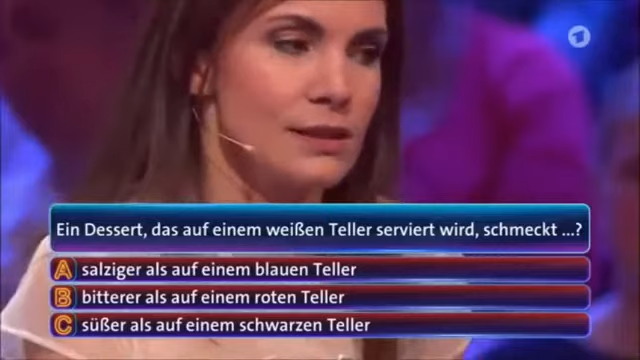 Ein Dessert, das auf einem weißen Teller serviert wird, schmeckt ...?
A salziger als auf einem blauen Teller
B bitterer als auf einem roten Teller
C süßer als auf einem schwarzen Teller